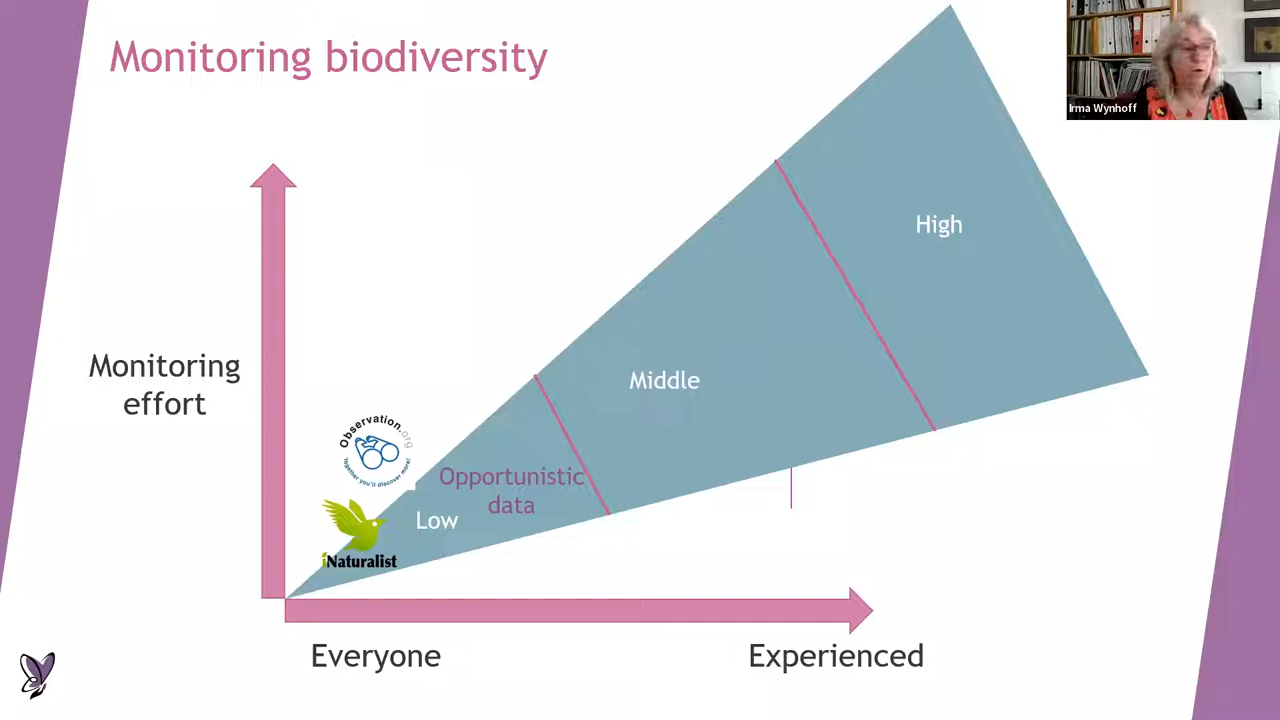 Monitoring biodiversity
Irma Wynhoff
High
Monitoring
effort
Middle
Observation.org
Together you'll discover more!
Opportunistic
data
Low
iNaturalist
Everyone
Experienced